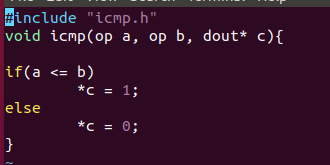 #include "icmp.h"
void icmp(op a, op b, dout* c){
if(a <= b)
*c = 1;
else
*c = 0;
}
~